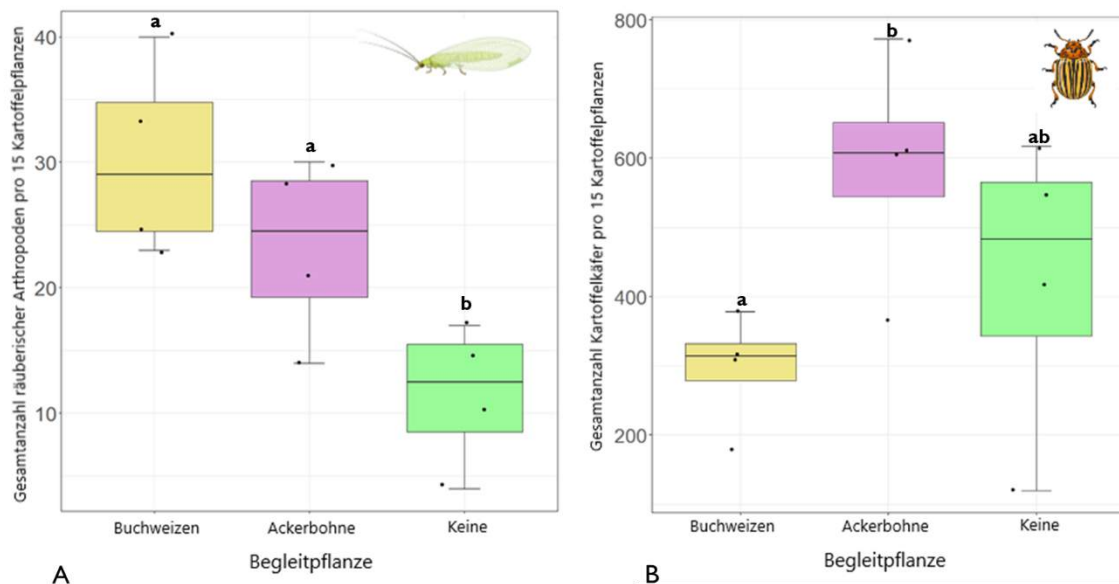 a
40
a
30
20
b
10
Gesamtanzahl räuberischer Arthropoden pro 15 Kartoffelpflanzen
Buchweizen Ackerbohne Keine
Begleitpflanze
A
800
b
ab
600
a
400
200
Gesamtanzahl Kartoffelkäfer pro 15 Kartoffelpflanzen
Buchweizen Ackerbohne Keine
Begleitpflanze
B